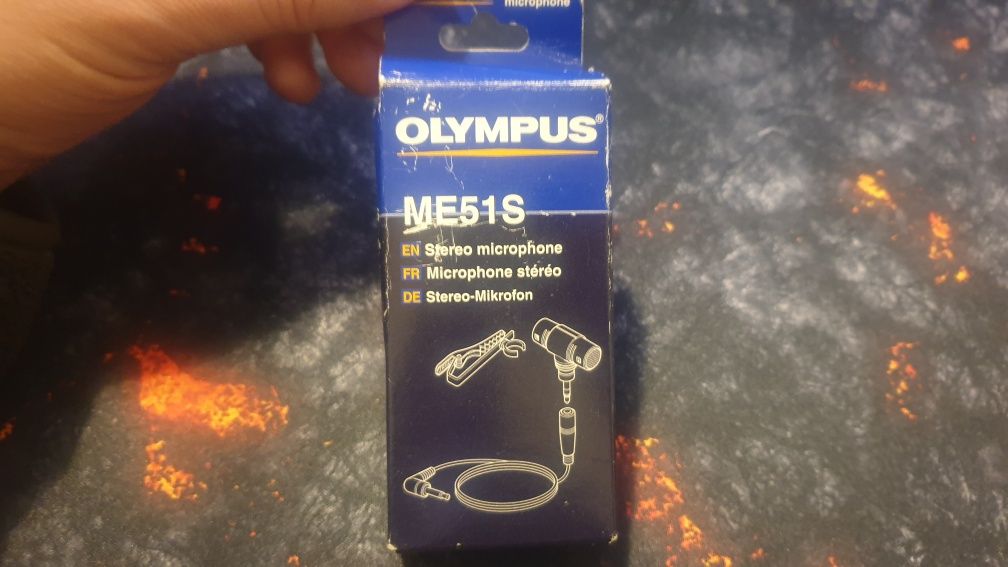 microphone
OLYMPUS®
ME51S
EN Stereo microphone
FR Microphone stéréo
DE Stereo-Mikrofon